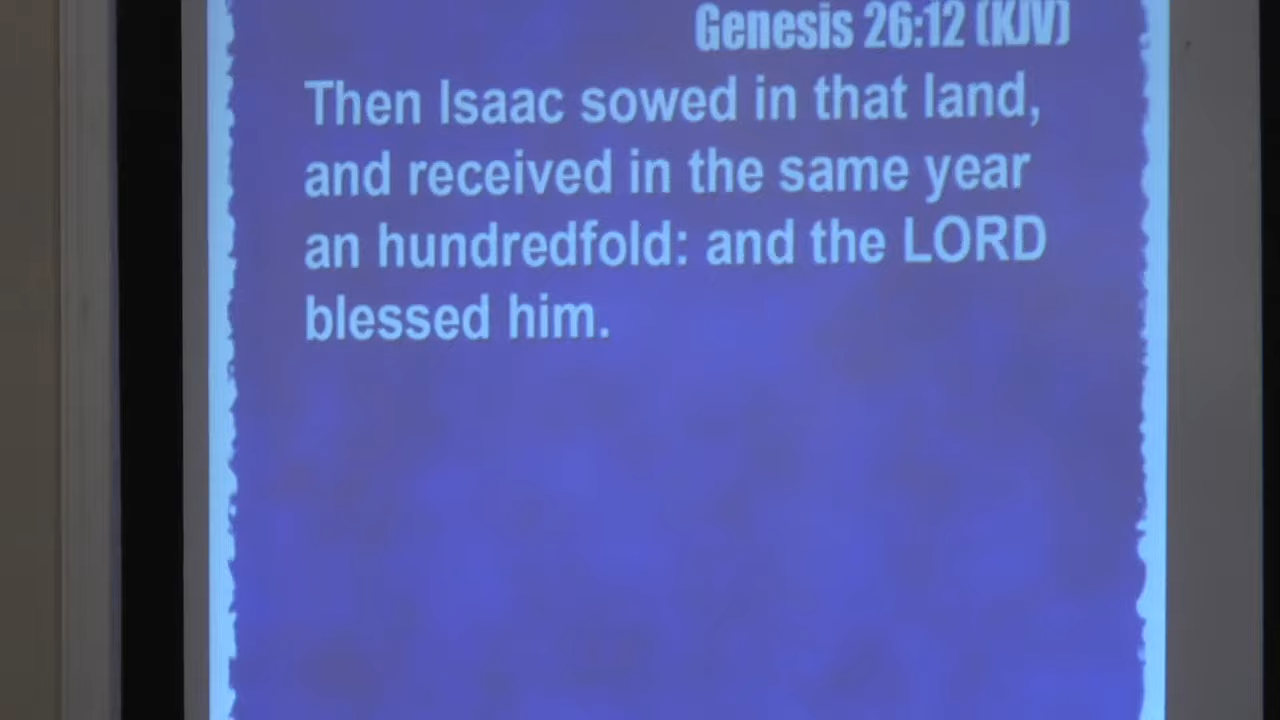 Genesis 26:12 (KJV)
Then Isaac sowed in that land,
and received in the same year
an hundredfold: and the LORD
blessed him.